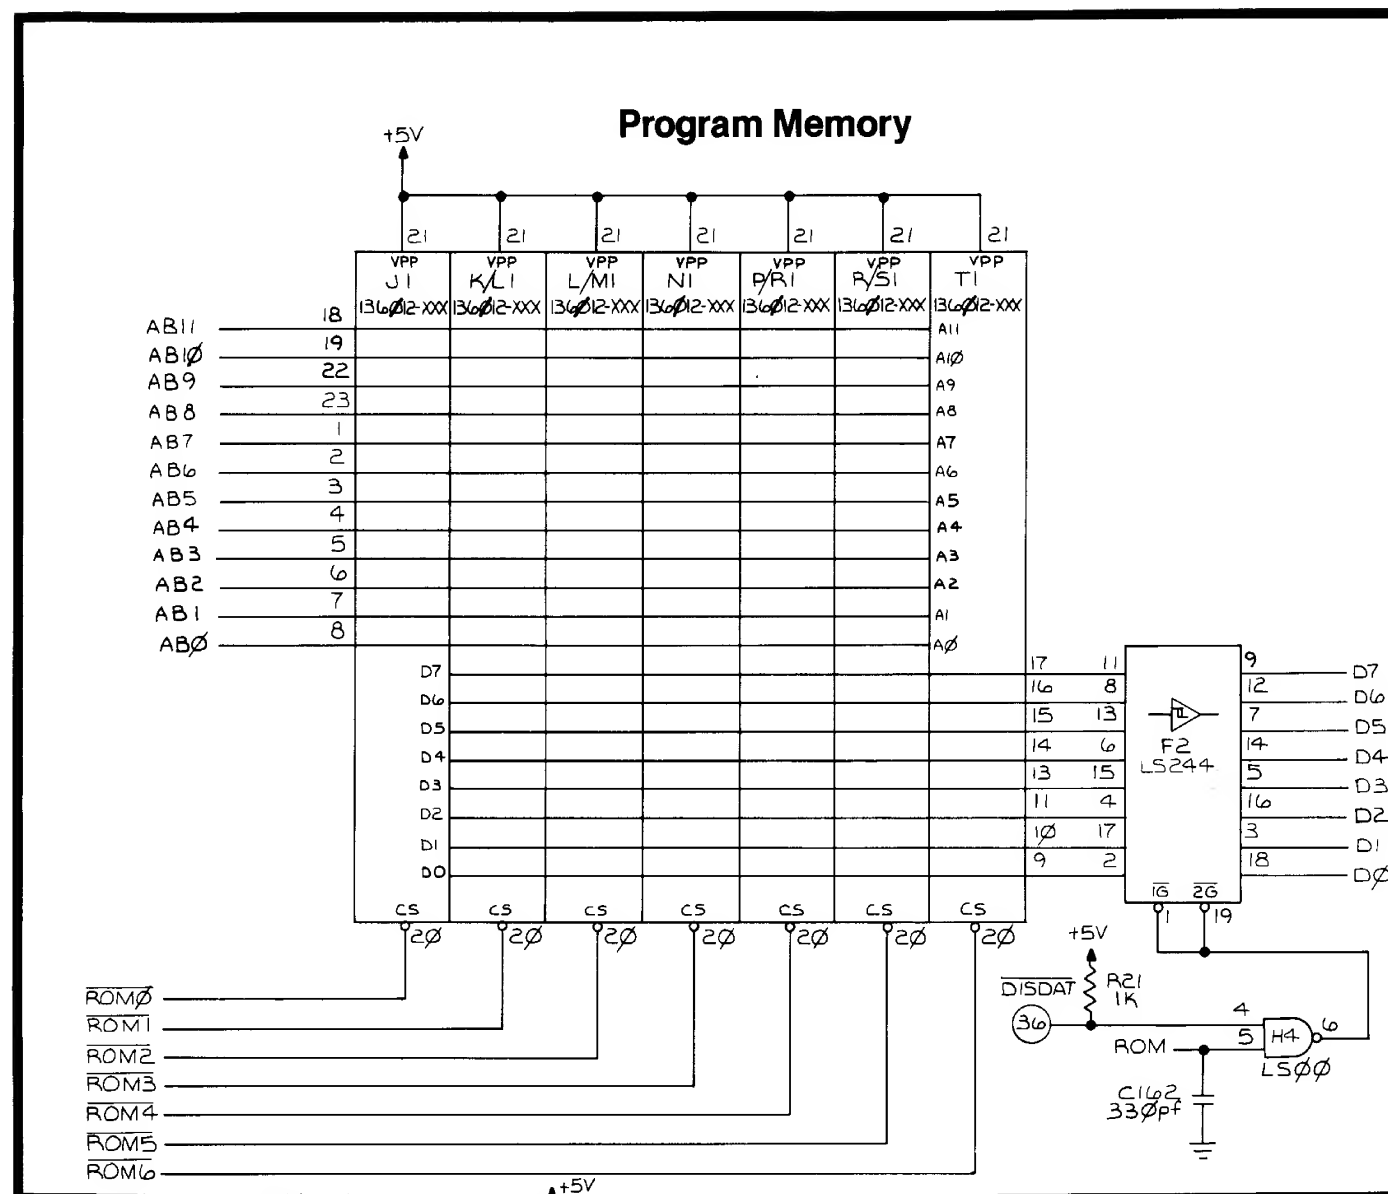 Program Memory
+5V
21 21 21 21 21 21 21
VPP VPP VPP VPP VPP VPP VPP
J1 K/L1 L/M1 N1 P/R1 R/S1 T1
136Ø12-XXX 136Ø12-XXX 136Ø12-XXX 136Ø12-XXX 136Ø12-XXX 136Ø12-XXX 136Ø12-XXX
AB11 18 A11
AB1Ø 19 A1Ø
AB9 22 A9
AB8 23 A8
AB7 1 A7
AB6 2 A6
AB5 3 A5
AB4 4 A4
AB3 5 A3
AB2 6 A2
AB1 7 A1
ABØ 8 AØ
D7 17 11 9 D7
D6 16 8 12 D6
D5 15 13 7 D5
D4 14 6 14 D4
D3 13 15 5 D3
D2 11 4 16 D2
D1 1Ø 17 3 D1
D0 9 2 18 DØ
F2
LS244
1G 2G
1 19
CS CS CS CS CS CS CS
2Ø 2Ø 2Ø 2Ø 2Ø 2Ø 2Ø
ROMØ
ROM1
ROM2
ROM3
ROM4
ROM5
ROM6
+5V
DISDAT R21
1K
36 4
ROM 5 H4 6
LSØØ
C162
33Øpf
+5V